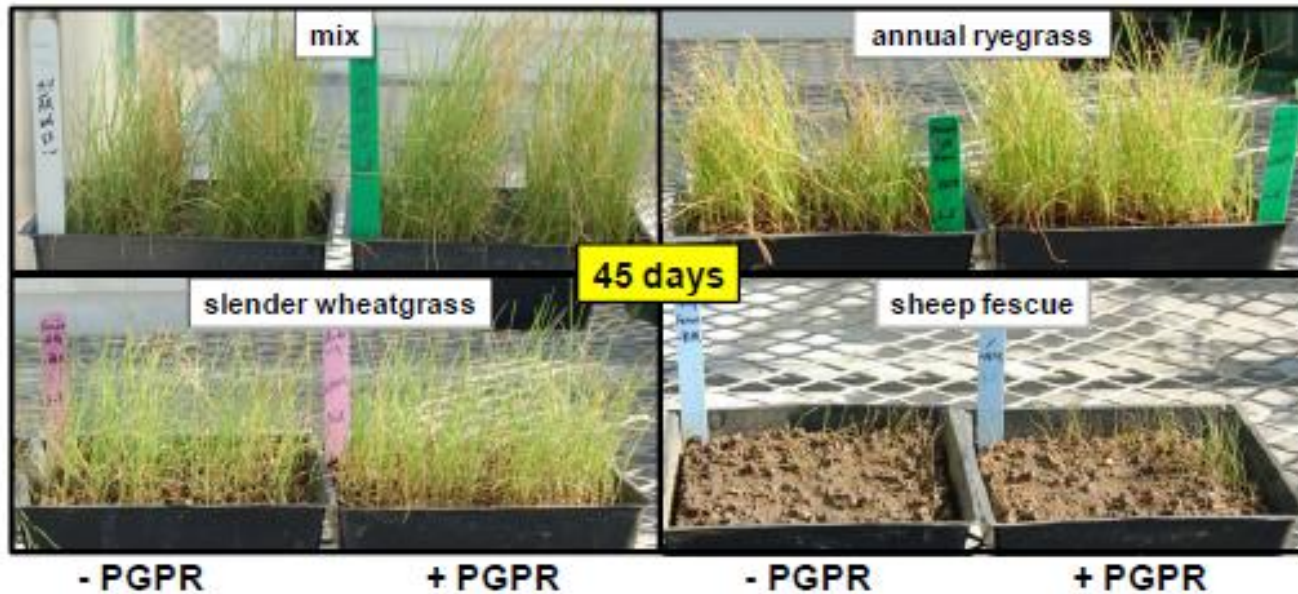 mix
annual ryegrass
45 days
slender wheatgrass
sheep fescue
- PGPR
+ PGPR
- PGPR
+ PGPR